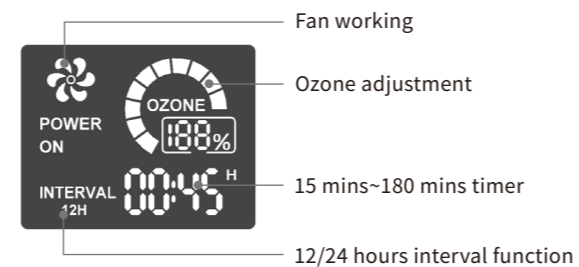 Fan working
Ozone adjustment
OZONE
188%
POWER
ON
INTERVAL
12H
00:45 H
15 mins~180 mins timer
12/24 hours interval function